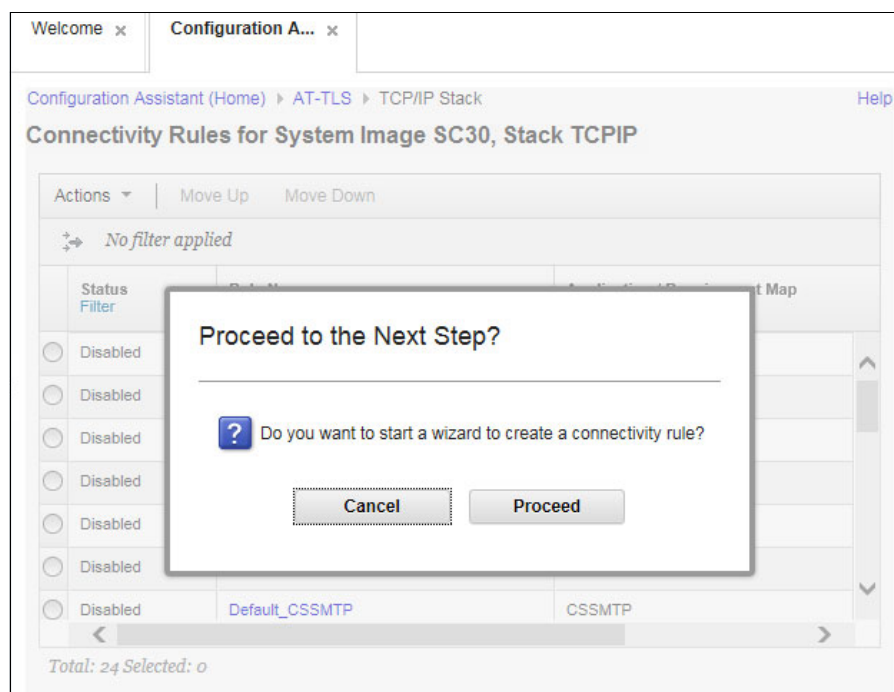 Welcome x Configuration A... x
Configuration Assistant (Home) AT-TLS TCP/IP Stack Help
Connectivity Rules for System Image SC30, Stack TCPIP
Actions Move Up Move Down
No filter applied
Status Map
Filter
Proceed to the Next Step?
Disabled
Disabled
Disabled
? Do you want to start a wizard to create a connectivity rule?
Disabled
Cancel Proceed
Disabled
Disabled
Disabled Default_CSSMTP CSSMTP
Total: 24 Selected: 0